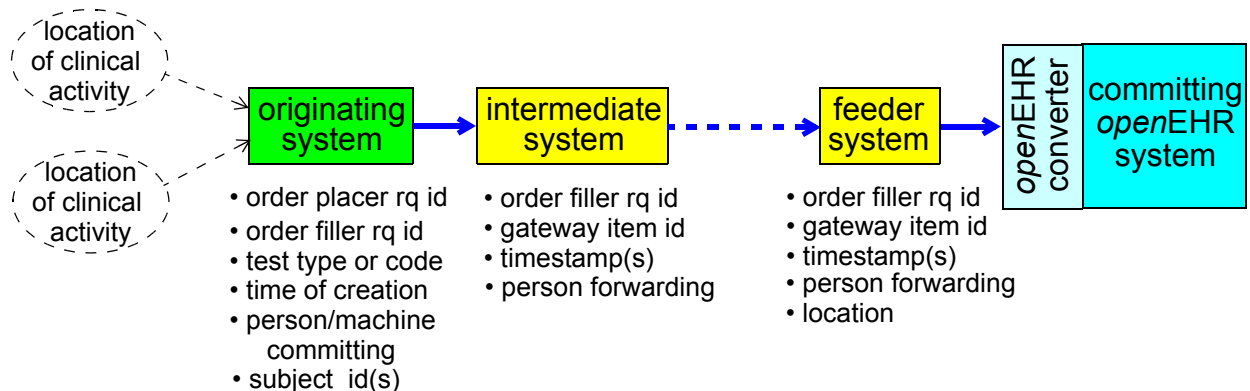 location
of clinical
activity
location
of clinical
activity
originating
system
• order placer rq id
• order filler rq id
• test type or code
• time of creation
• person/machine
committing
• subject_id(s)
intermediate
system
• order filler rq id
• gateway item id
• timestamp(s)
• person forwarding
feeder
system
• order filler rq id
• gateway item id
• timestamp(s)
• person forwarding
• location
openEHR
converter
committing
openEHR
system